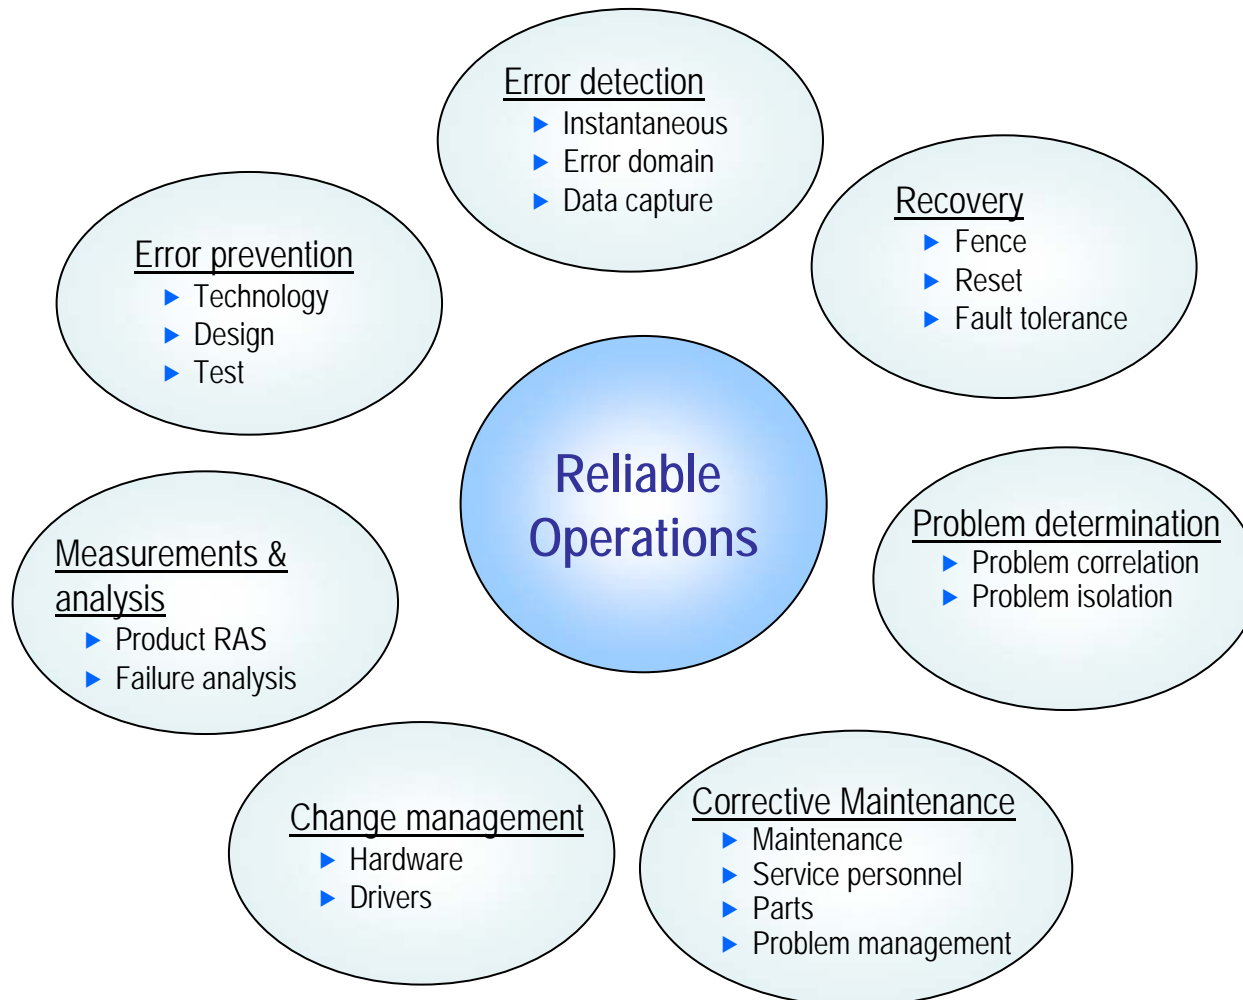 Error detection
Instantaneous
Error domain
Data capture
Recovery
Fence
Reset
Fault tolerance
Error prevention
Technology
Design
Test
Reliable
Operations
Problem determination
Problem correlation
Problem isolation
Measurements &
analysis
Product RAS
Failure analysis
Change management
Hardware
Drivers
Corrective Maintenance
Maintenance
Service personnel
Parts
Problem management